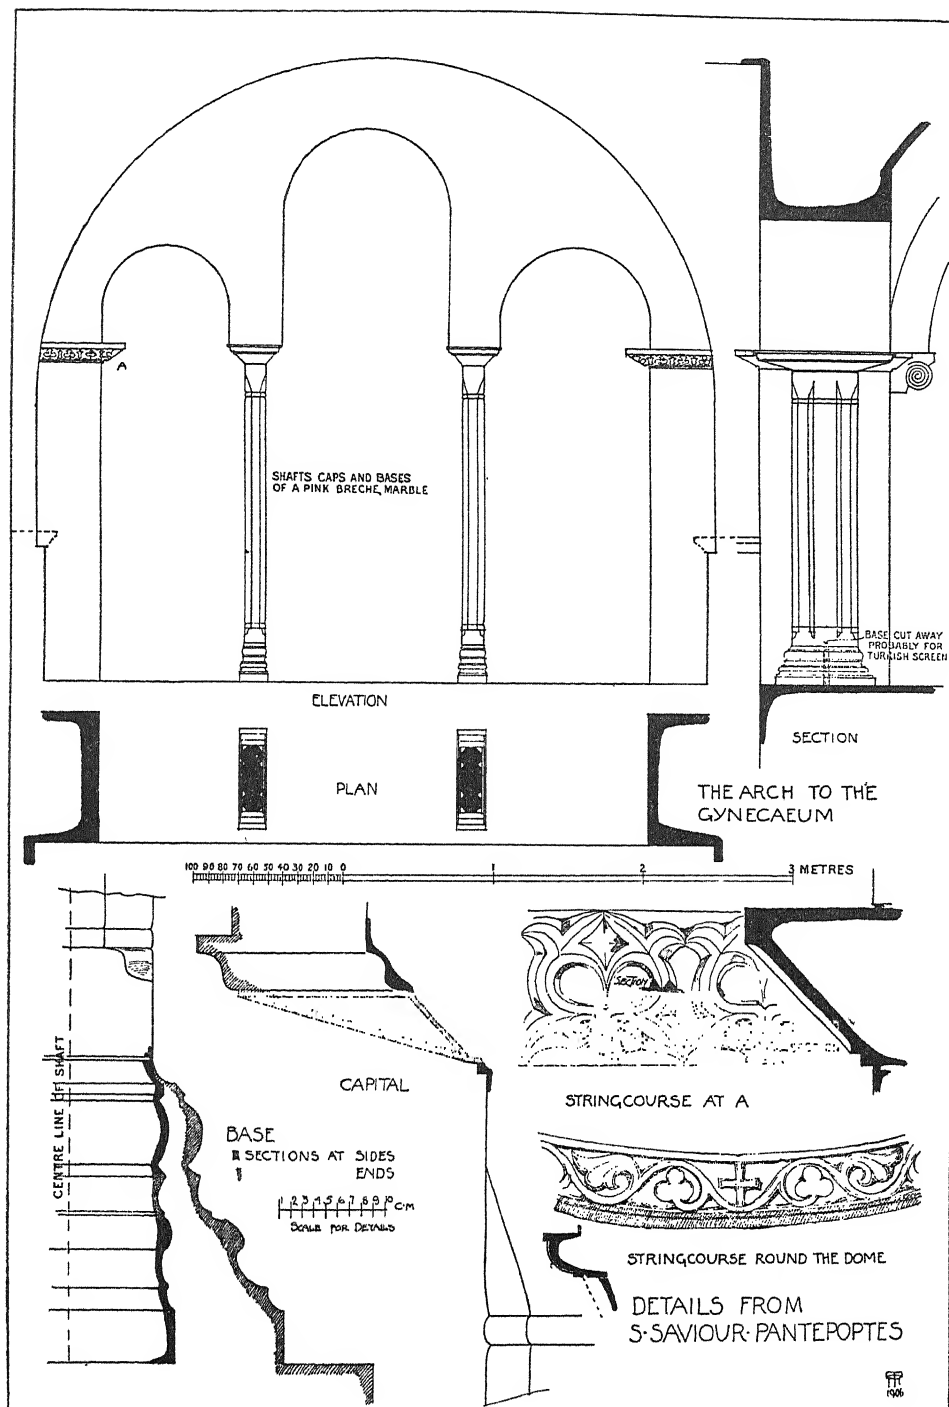 A
SHAFTS CAPS AND BASES
OF A PINK BRECHE, MARBLE
BASE CUT AWAY
PROBABLY FOR
TURKISH SCREEN
ELEVATION
SECTION
PLAN
THE ARCH TO THE
GYNECAEUM
100 90 80 70 60 50 40 30 20 10 0 1 2 3 METRES
CENTRE LINE OF SHAFT
SECTION
CAPITAL
STRINGCOURSE AT A
BASE
SECTIONS AT SIDES
ENDS
1 2 3 4 5 6 7 8 9 10 C·M
SCALE FOR DETAILS
STRINGCOURSE ROUND THE DOME
DETAILS FROM
S·SAVIOUR·PANTEPOPTES
1906